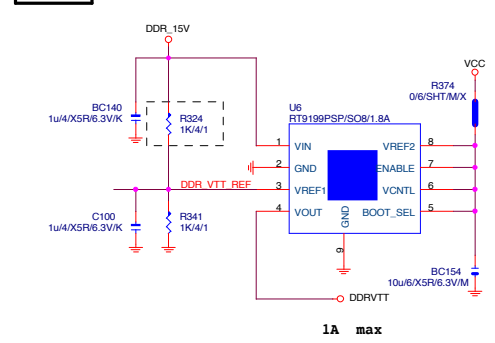 DDR_15V
VCC
R374
0/6/SHT/M/X
BC140
1u/4/X5R/6.3V/K
R324
1K/4/1
U6
RT9199PSP/SO8/1.8A
1 VIN VREF2 8
2 GND ENABLE 7
DDR_VTT_REF 3 VREF1 VCNTL 6
4 VOUT BOOT_SEL 5
GND
9
C100
1u/4/X5R/6.3V/K
R341
1K/4/1
BC154
10u/6/X5R/6.3V/M
DDRVTT
1A max